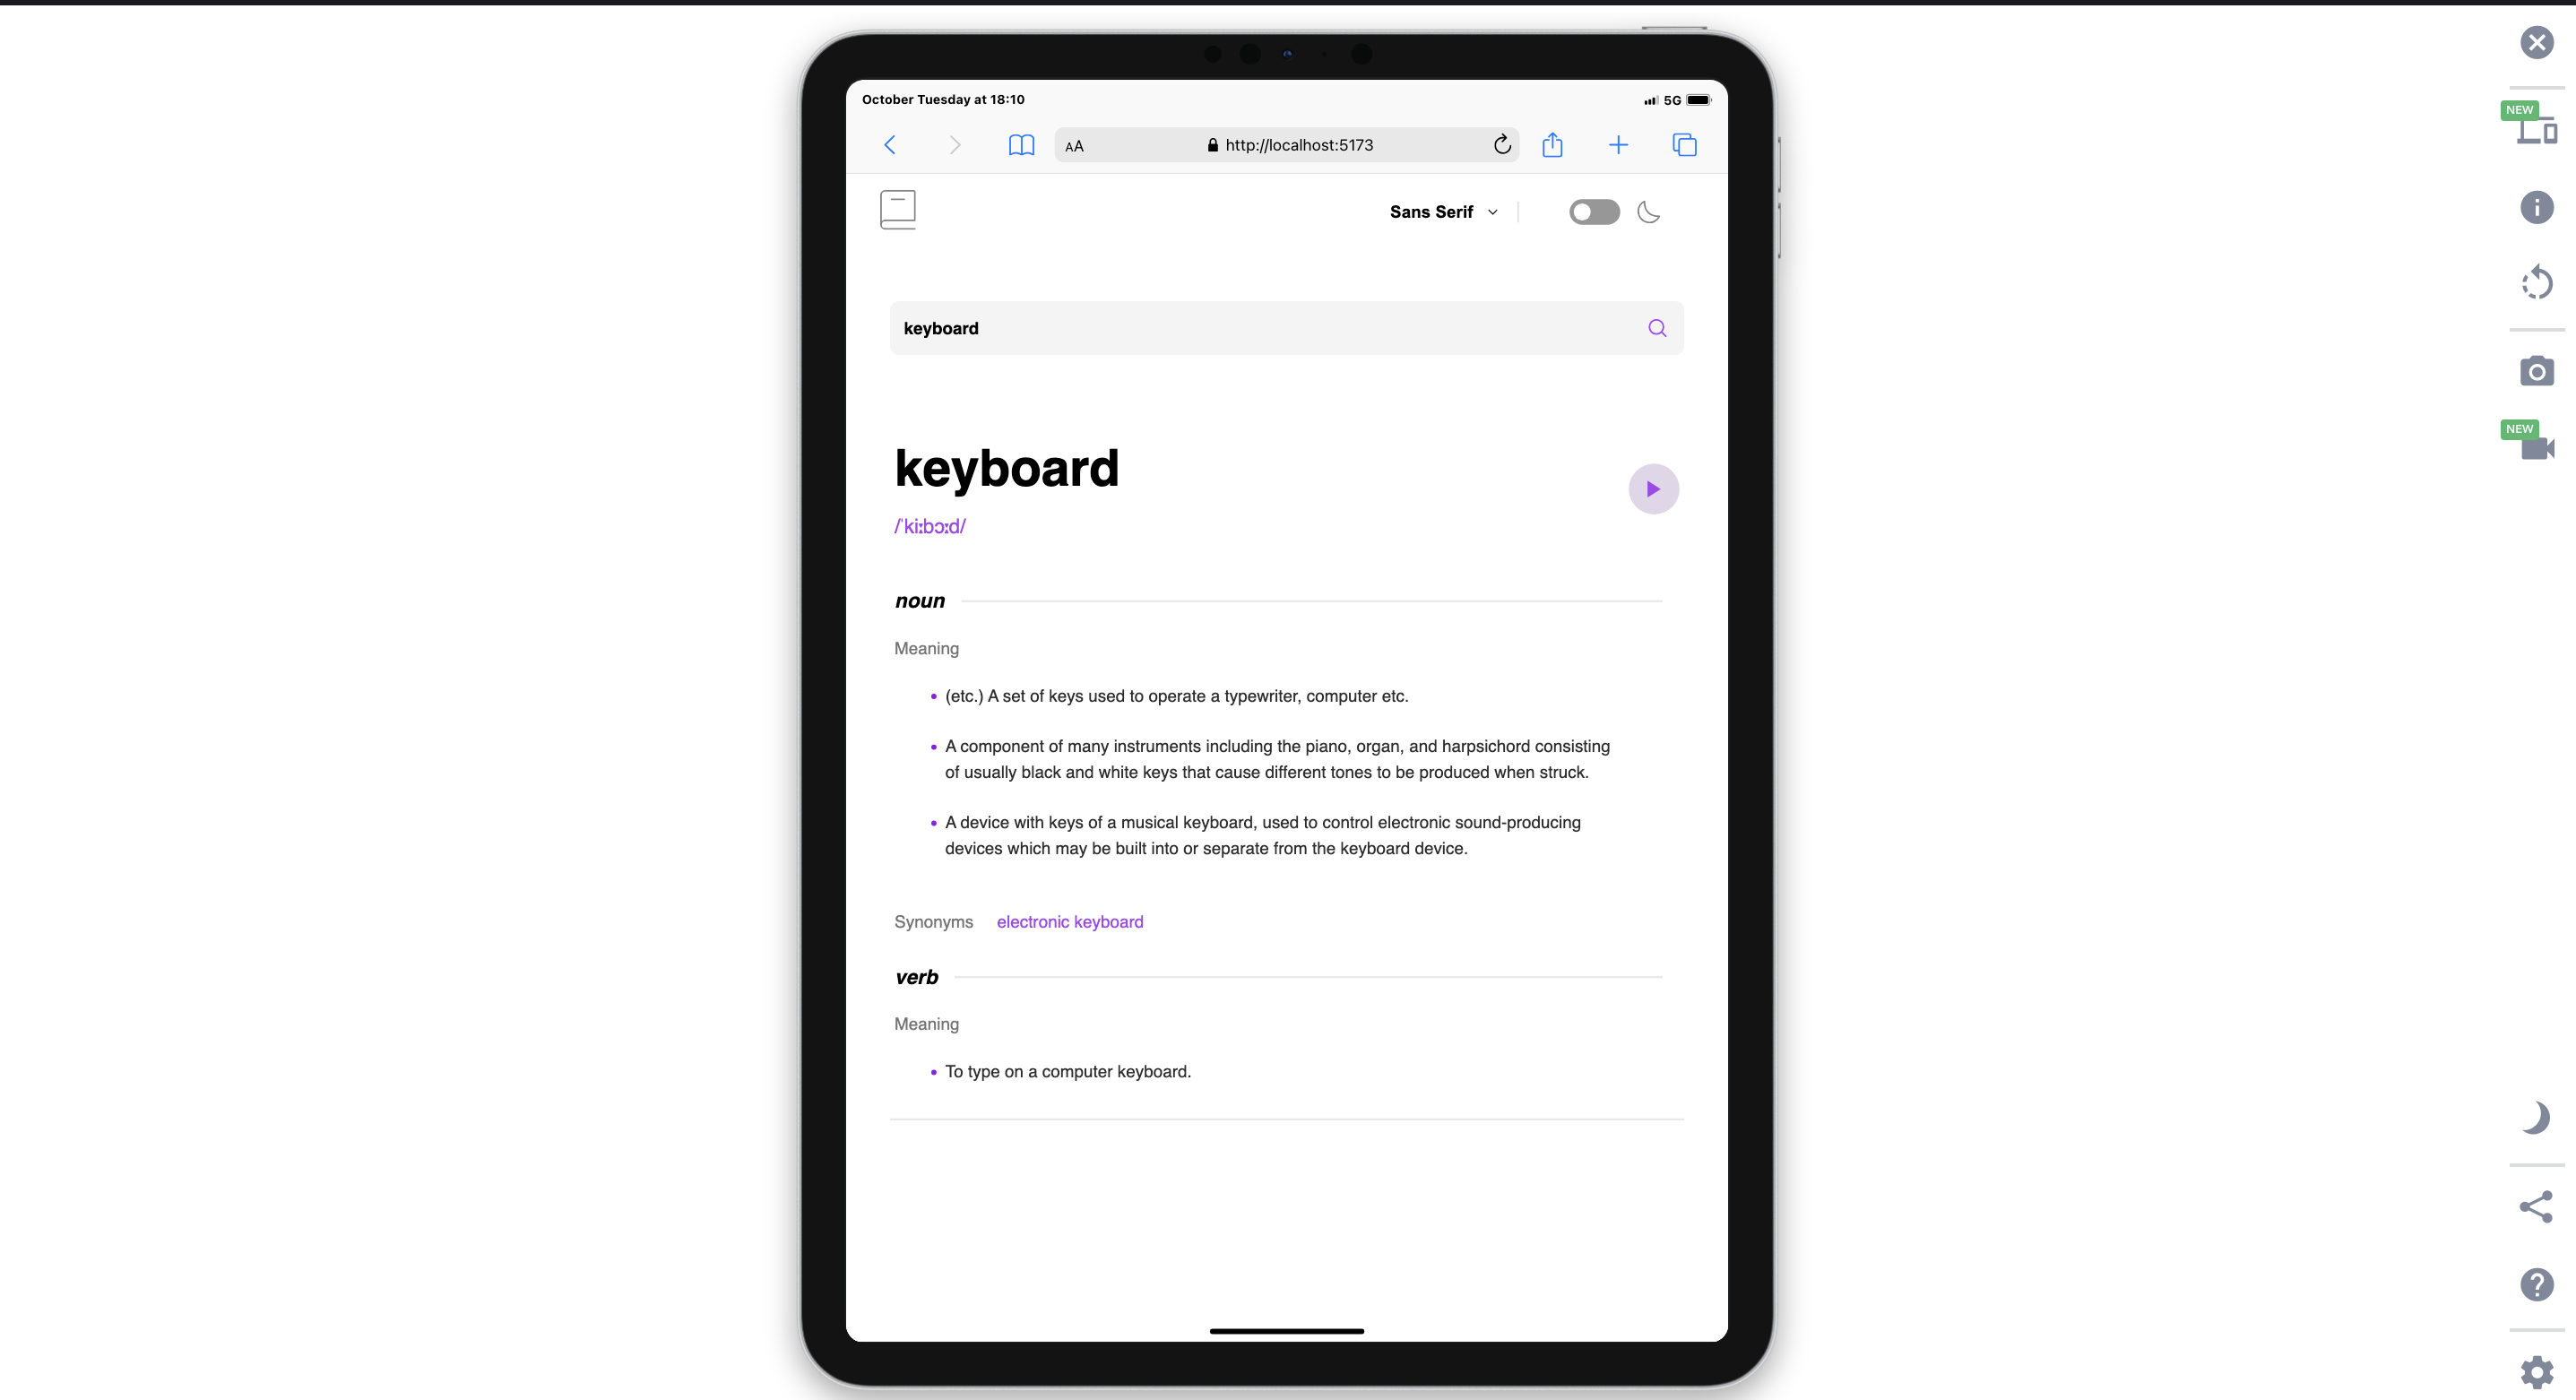 October Tuesday at 18:10
5G
AA
http://localhost:5173
NEW
Sans Serif
keyboard
NEW
keyboard
/ˈkiːbɔːd/
noun
Meaning
(etc.) A set of keys used to operate a typewriter, computer etc.
A component of many instruments including the piano, organ, and harpsichord consisting
of usually black and white keys that cause different tones to be produced when struck.
A device with keys of a musical keyboard, used to control electronic sound-producing
devices which may be built into or separate from the keyboard device.
Synonyms electronic keyboard
verb
Meaning
To type on a computer keyboard.